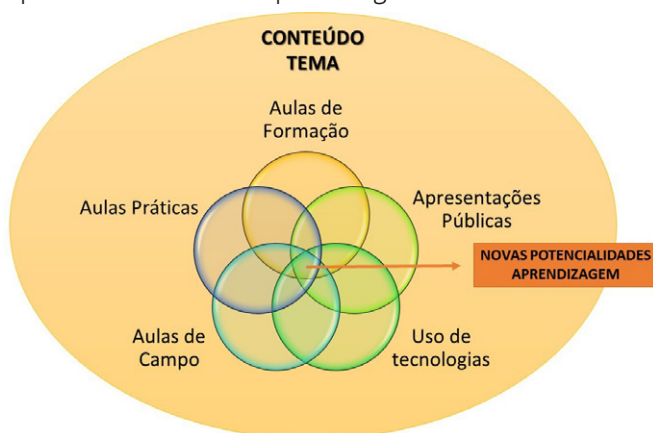 CONTEÚDO
TEMA
Aulas de
Formação
Aulas Práticas
Apresentações
Públicas
NOVAS POTENCIALIDADES
APRENDIZAGEM
Aulas de
Campo
Uso de
tecnologias